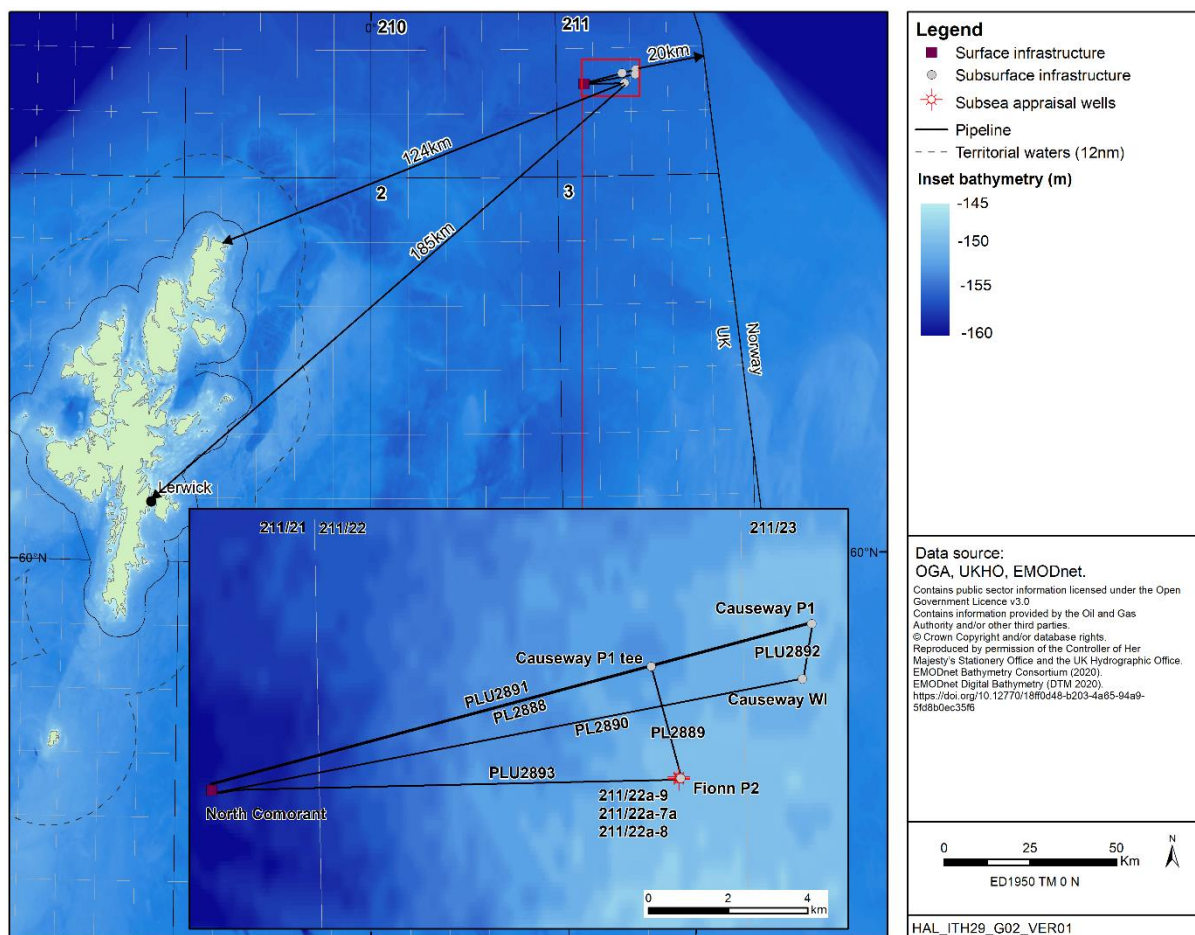 0°
210
211
20km
124km
2
3
185km
UK
Norway
Lerwick
60°N
60°N
211/21
211/22
211/23
Causeway P1
Causeway P1 tee
PLU2892
PLU2891
PL2888
Causeway WI
PL2890
PL2889
PLU2893
Fionn P2
North Comorant
211/22a-9
211/22a-7a
211/22a-8
0 2 4
km
Legend
Surface infrastructure
Subsurface infrastructure
Subsea appraisal wells
Pipeline
Territorial waters (12nm)
Inset bathymetry (m)
-145
-150
-155
-160
Data source:
OGA, UKHO, EMODnet.
Contains public sector information licensed under the Open
Government Licence v3.0
Contains information provided by the Oil and Gas
Authority and/or other third parties.
© Crown Copyright and/or database rights.
Reproduced by permission of the Controller of Her
Majesty's Stationery Office and the UK Hydrographic Office.
EMODnet Bathymetry Consortium (2020).
EMODnet Digital Bathymetry (DTM 2020).
https://doi.org/10.12770/18ff0d48-b203-4a65-94a9-
5fd8b0ec35f6
0 25 50
Km
N
ED1950 TM 0 N
HAL_ITH29_G02_VER01